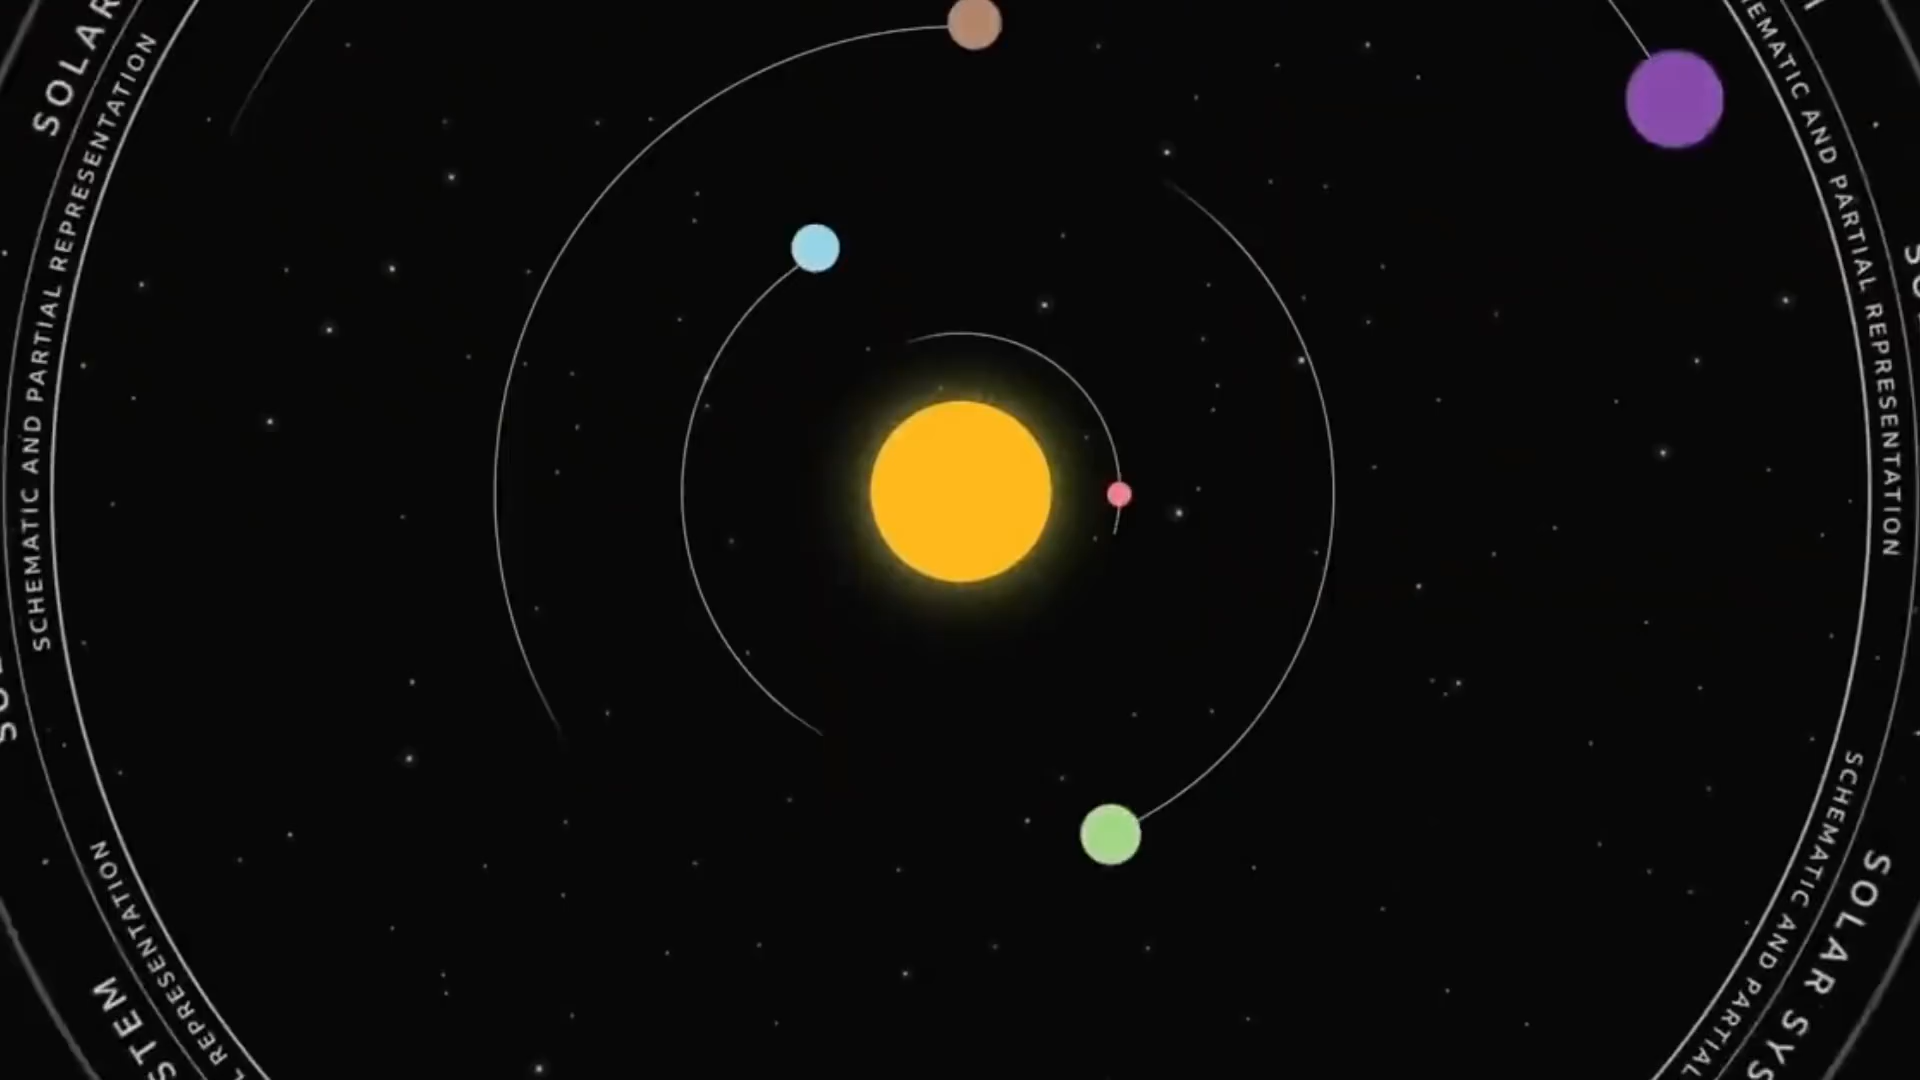 SOLAR
SCHEMATIC AND PARTIAL REPRESENTATION
SCHEMATIC AND PARTIAL REPRESENTATION
REPRESENTATION
STEM
SCHEMATIC AND PARTIAL
SOLAR SYS